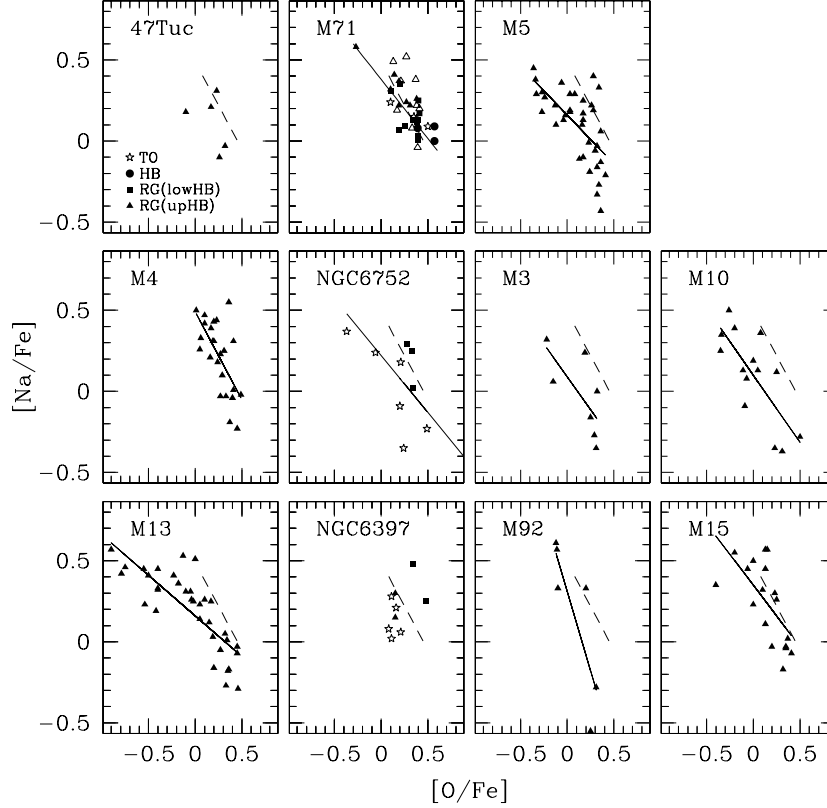 47Tuc
M71
M5
0.5
0
−0.5
TO
HB
RG(lowHB)
RG(upHB)
M4
NGC6752
M3
M10
[Na/Fe]
0.5
0
−0.5
M13
NGC6397
M92
M15
0.5
0
−0.5
−0.5 0 0.5 −0.5 0 0.5 −0.5 0 0.5 −0.5 0 0.5
[O/Fe]